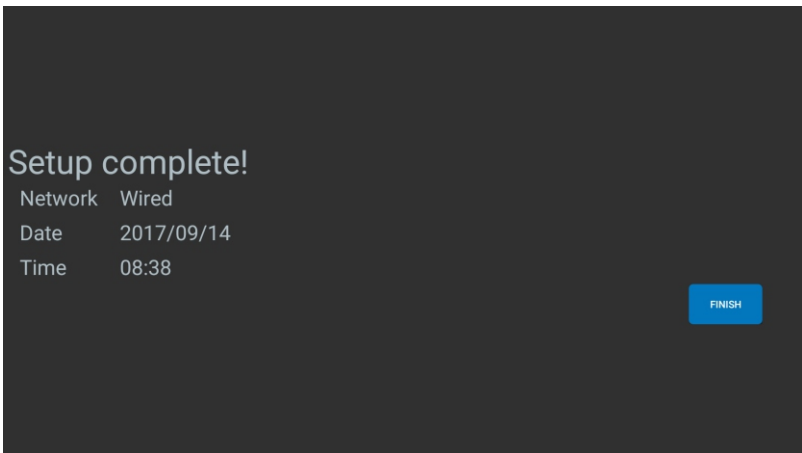 Setup complete!
Network Wired
Date 2017/09/14
Time 08:38
FINISH